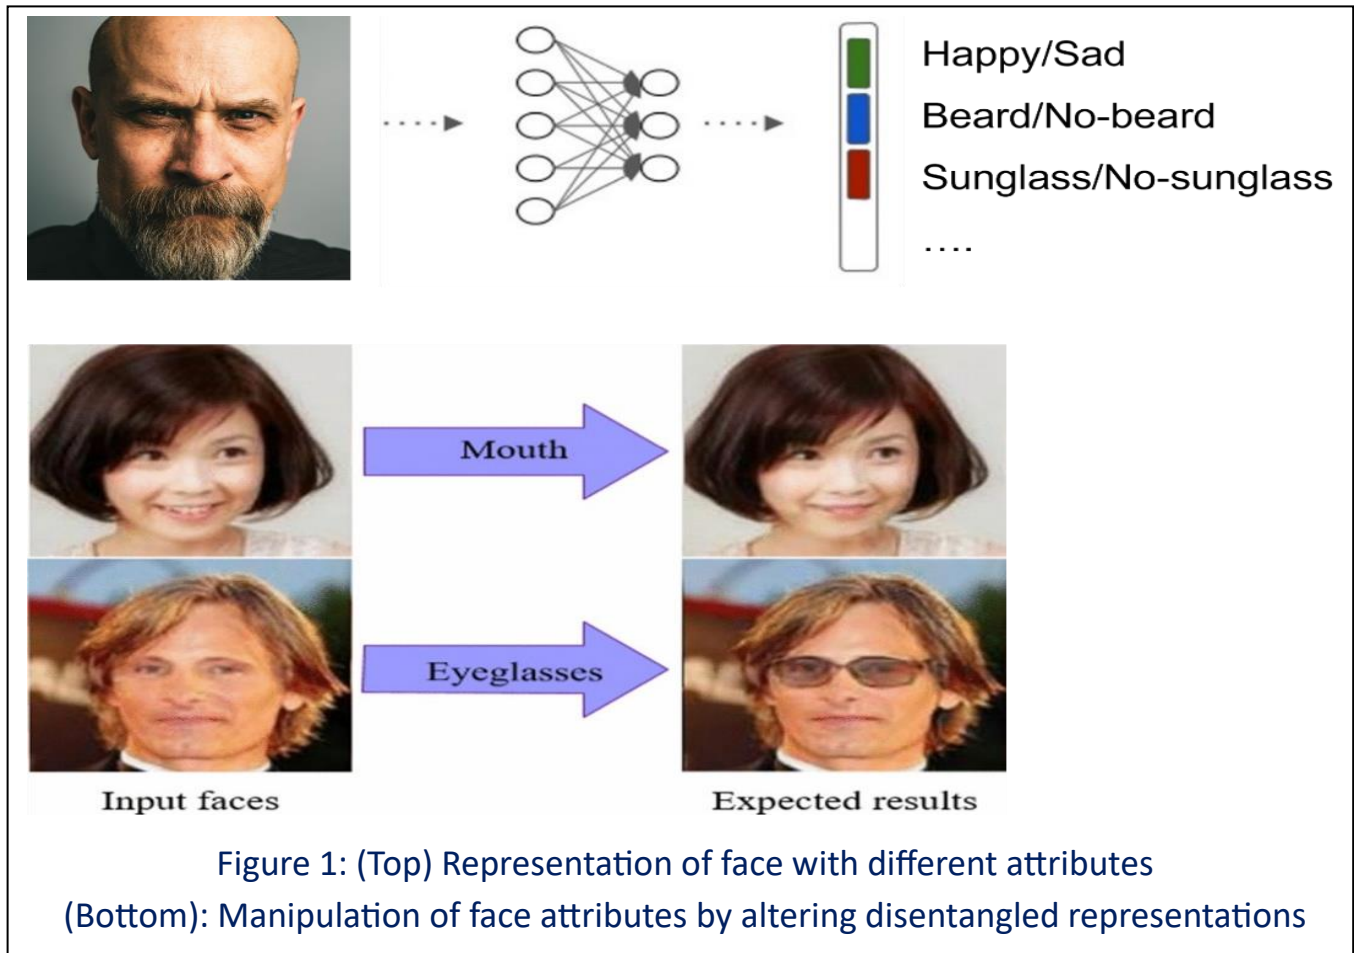 Happy/Sad
Beard/No-beard
Sunglass/No-sunglass
....
Mouth
Eyeglasses
Input faces
Expected results
Figure 1: (Top) Representation of face with different attributes
(Bottom): Manipulation of face attributes by altering disentangled representations